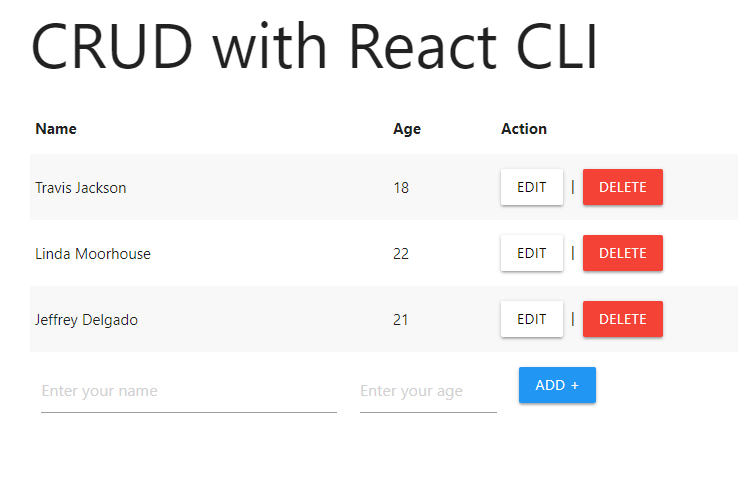 CRUD with React CLI
Name Age Action
Travis Jackson 18 EDIT | DELETE
Linda Moorhouse 22 EDIT | DELETE
Jeffrey Delgado 21 EDIT | DELETE
Enter your name Enter your age ADD +